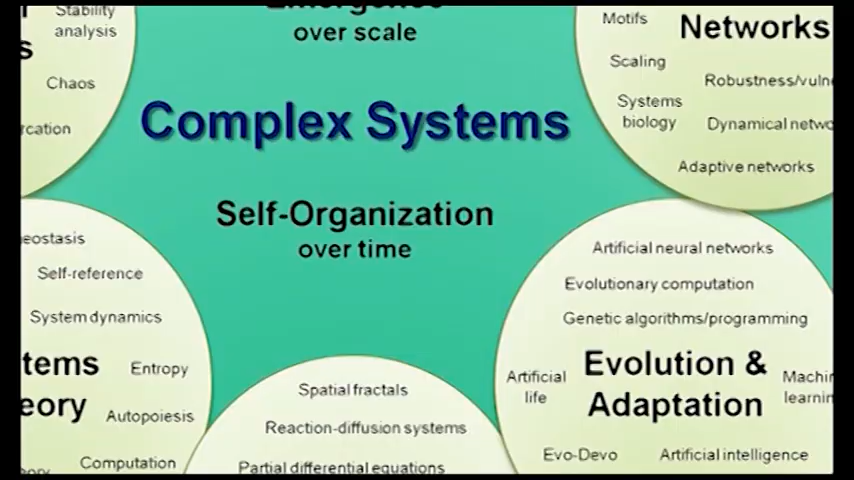 Stability
analysis
s
Chaos
rcation
Emergence
over scale
Complex Systems
Self-Organization
over time
Motifs
Networks
Scaling
Robustness/vulne
Systems
biology
Dynamical netwo
Adaptive networks
eostasis
Self-reference
System dynamics
tems
eory
Entropy
Autopoiesis
Computation
Spatial fractals
Reaction-diffusion systems
Partial differential equations
Artificial neural networks
Evolutionary computation
Genetic algorithms/programming
Artificial
life
Evolution &
Adaptation
Machin
learnin
Evo-Devo
Artificial intelligence